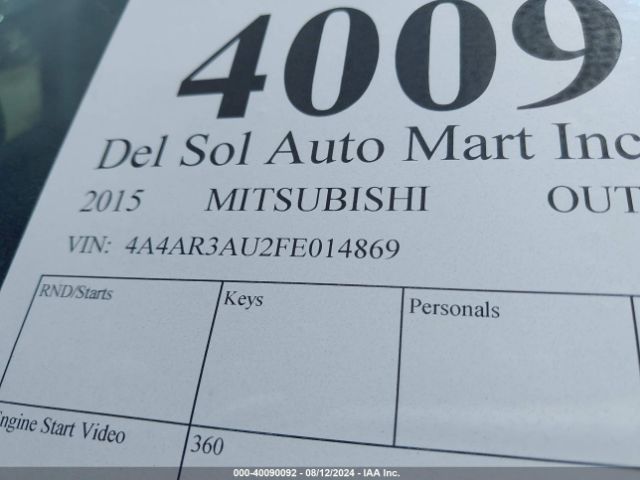 4009
Del Sol Auto Mart Inc
2015 MITSUBISHI OUT
VIN: 4A4AR3AU2FE014869
RND/Starts Keys Personals
Engine Start Video 360
000-40090092 - 08/12/2024 - IAA Inc.